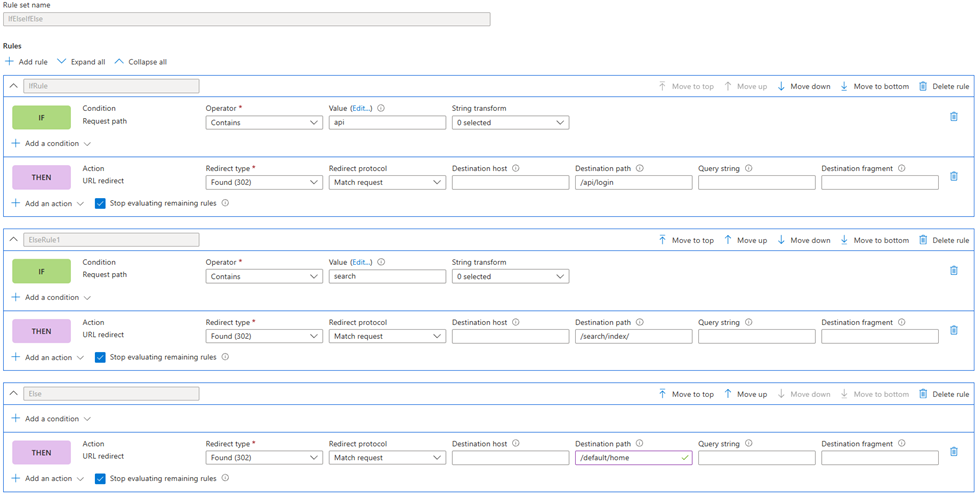 Rule set name
IfElseIfElse
Rules
Add rule Expand all Collapse all
IfRule Move to top Move up Move down Move to bottom Delete rule
IF Condition Operator * Value (Edit...) String transform
Request path Contains api 0 selected
Add a condition
THEN Action Redirect type * Redirect protocol Destination host Destination path Query string Destination fragment
URL redirect Found (302) Match request /api/login
Add an action Stop evaluating remaining rules
ElseRule1 Move to top Move up Move down Move to bottom Delete rule
IF Condition Operator * Value (Edit...) String transform
Request path Contains search 0 selected
Add a condition
THEN Action Redirect type * Redirect protocol Destination host Destination path Query string Destination fragment
URL redirect Found (302) Match request /search/index/
Add an action Stop evaluating remaining rules
Else Move to top Move up Move down Move to bottom Delete rule
Add a condition
THEN Action Redirect type * Redirect protocol Destination host Destination path Query string Destination fragment
URL redirect Found (302) Match request /default/home
Add an action Stop evaluating remaining rules